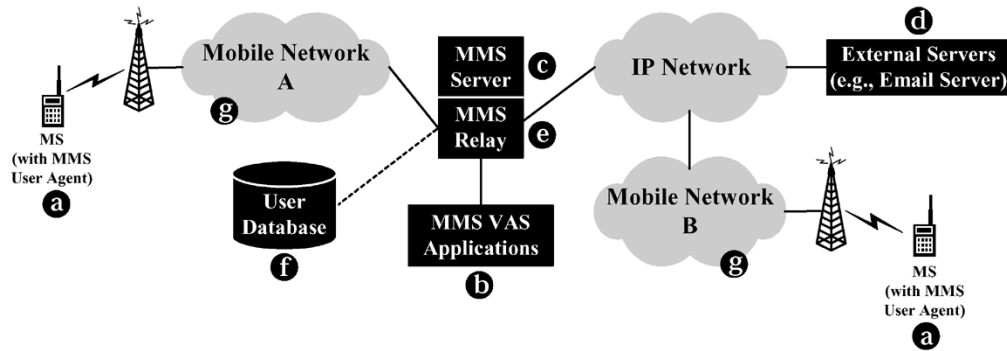 Mobile Network
A
g
MS
(with MMS
User Agent)
a
User
Database
f
MMS
Server
c
MMS
Relay
e
MMS VAS
Applications
b
IP Network
d
External Servers
(e.g., Email Server)
Mobile Network
B
g
MS
(with MMS
User Agent)
a